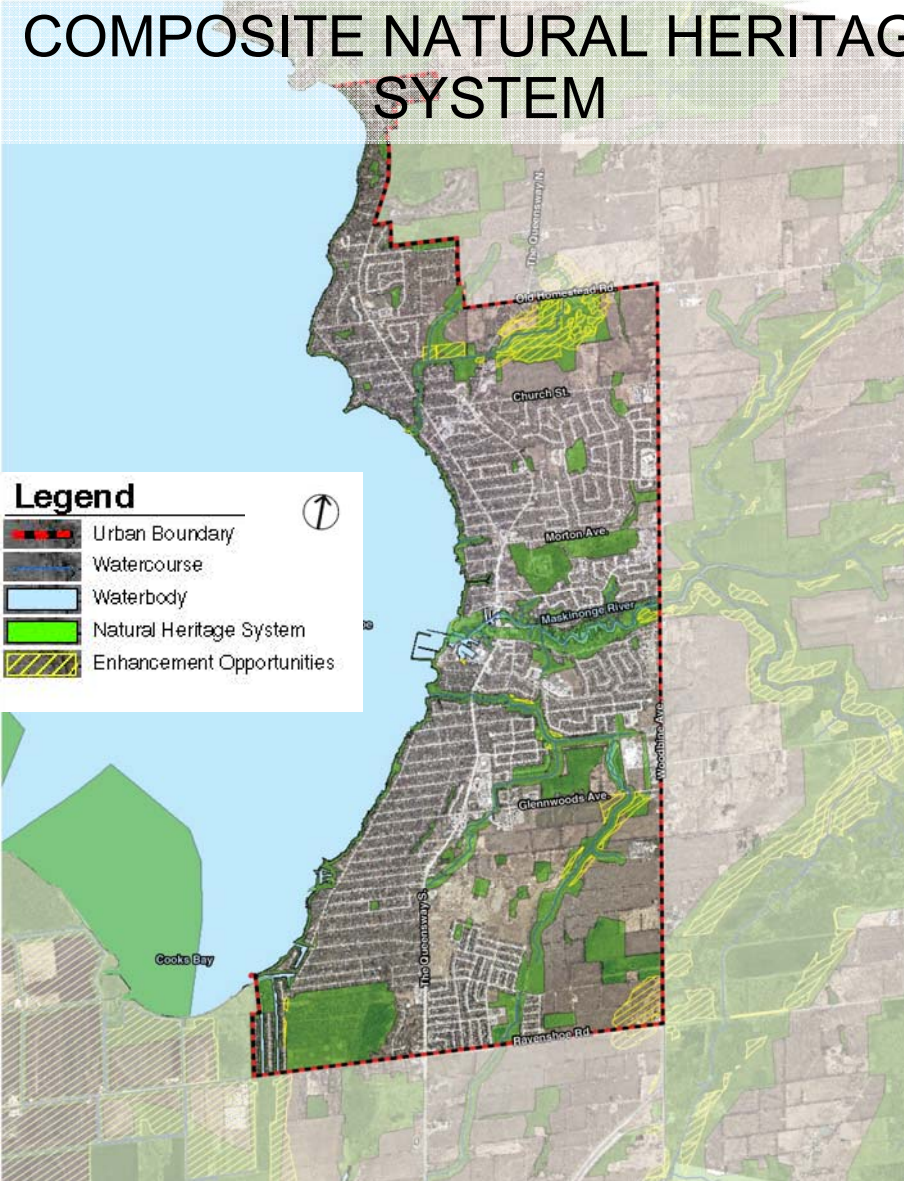 COMPOSITE NATURAL HERITAG
SYSTEM
The Queensway N.
Old Homestead Rd.
Church St.
Legend
Urban Boundary
Watercourse
Waterbody
Natural Heritage System
Enhancement Opportunities
Morton Ave.
Maskinonge River
Woodbine Ave.
Glennwoods Ave.
The Queensway S.
Cooks Bay
Ravenshoe Rd.